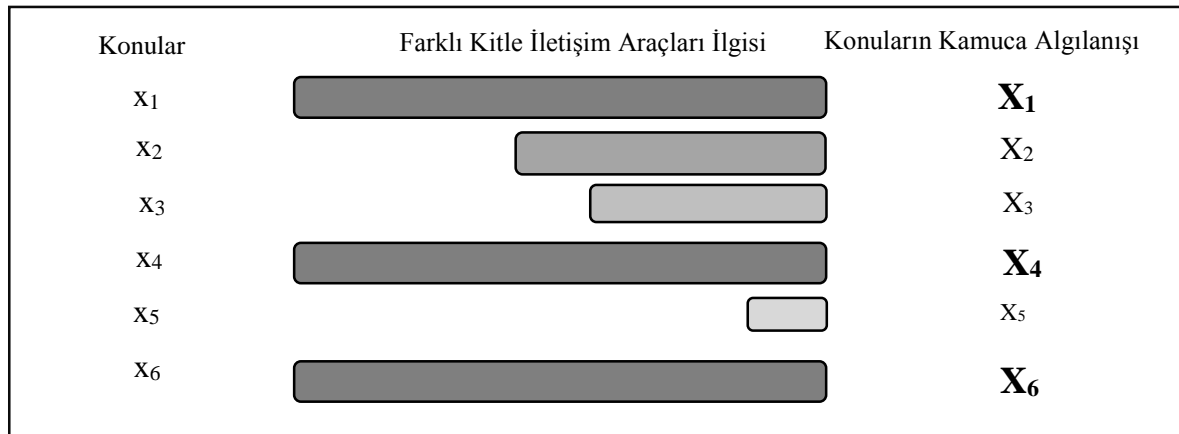 Konular Farklı Kitle İletişim Araçları İlgisi Konuların Kamuca Algılanışı
x₁ X₁
x₂ X₂
x₃ X₃
x₄ X₄
x₅ X₅
x₆ X₆